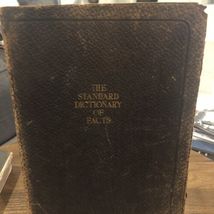 THE
STANDARD
DICTIONARY
OF
FACTS